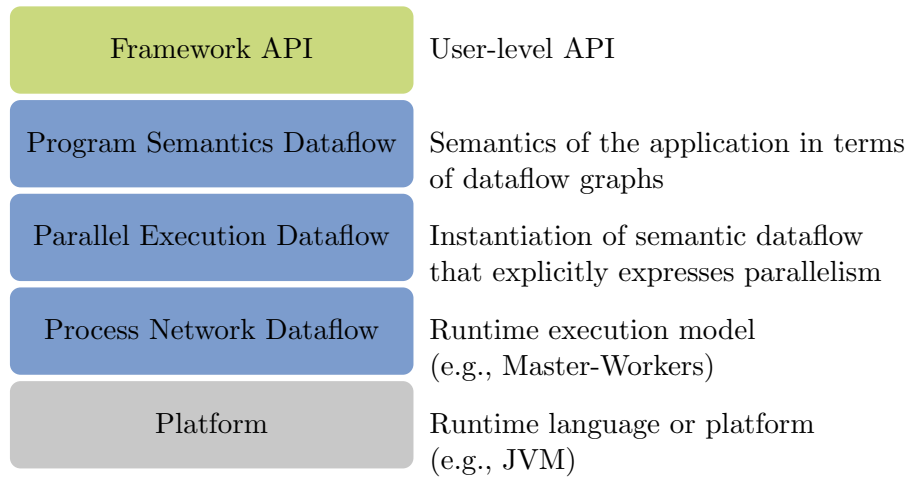 Framework API
User-level API
Program Semantics Dataflow
Semantics of the application in terms
of dataflow graphs
Parallel Execution Dataflow
Instantiation of semantic dataflow
that explicitly expresses parallelism
Process Network Dataflow
Runtime execution model
(e.g., Master-Workers)
Platform
Runtime language or platform
(e.g., JVM)